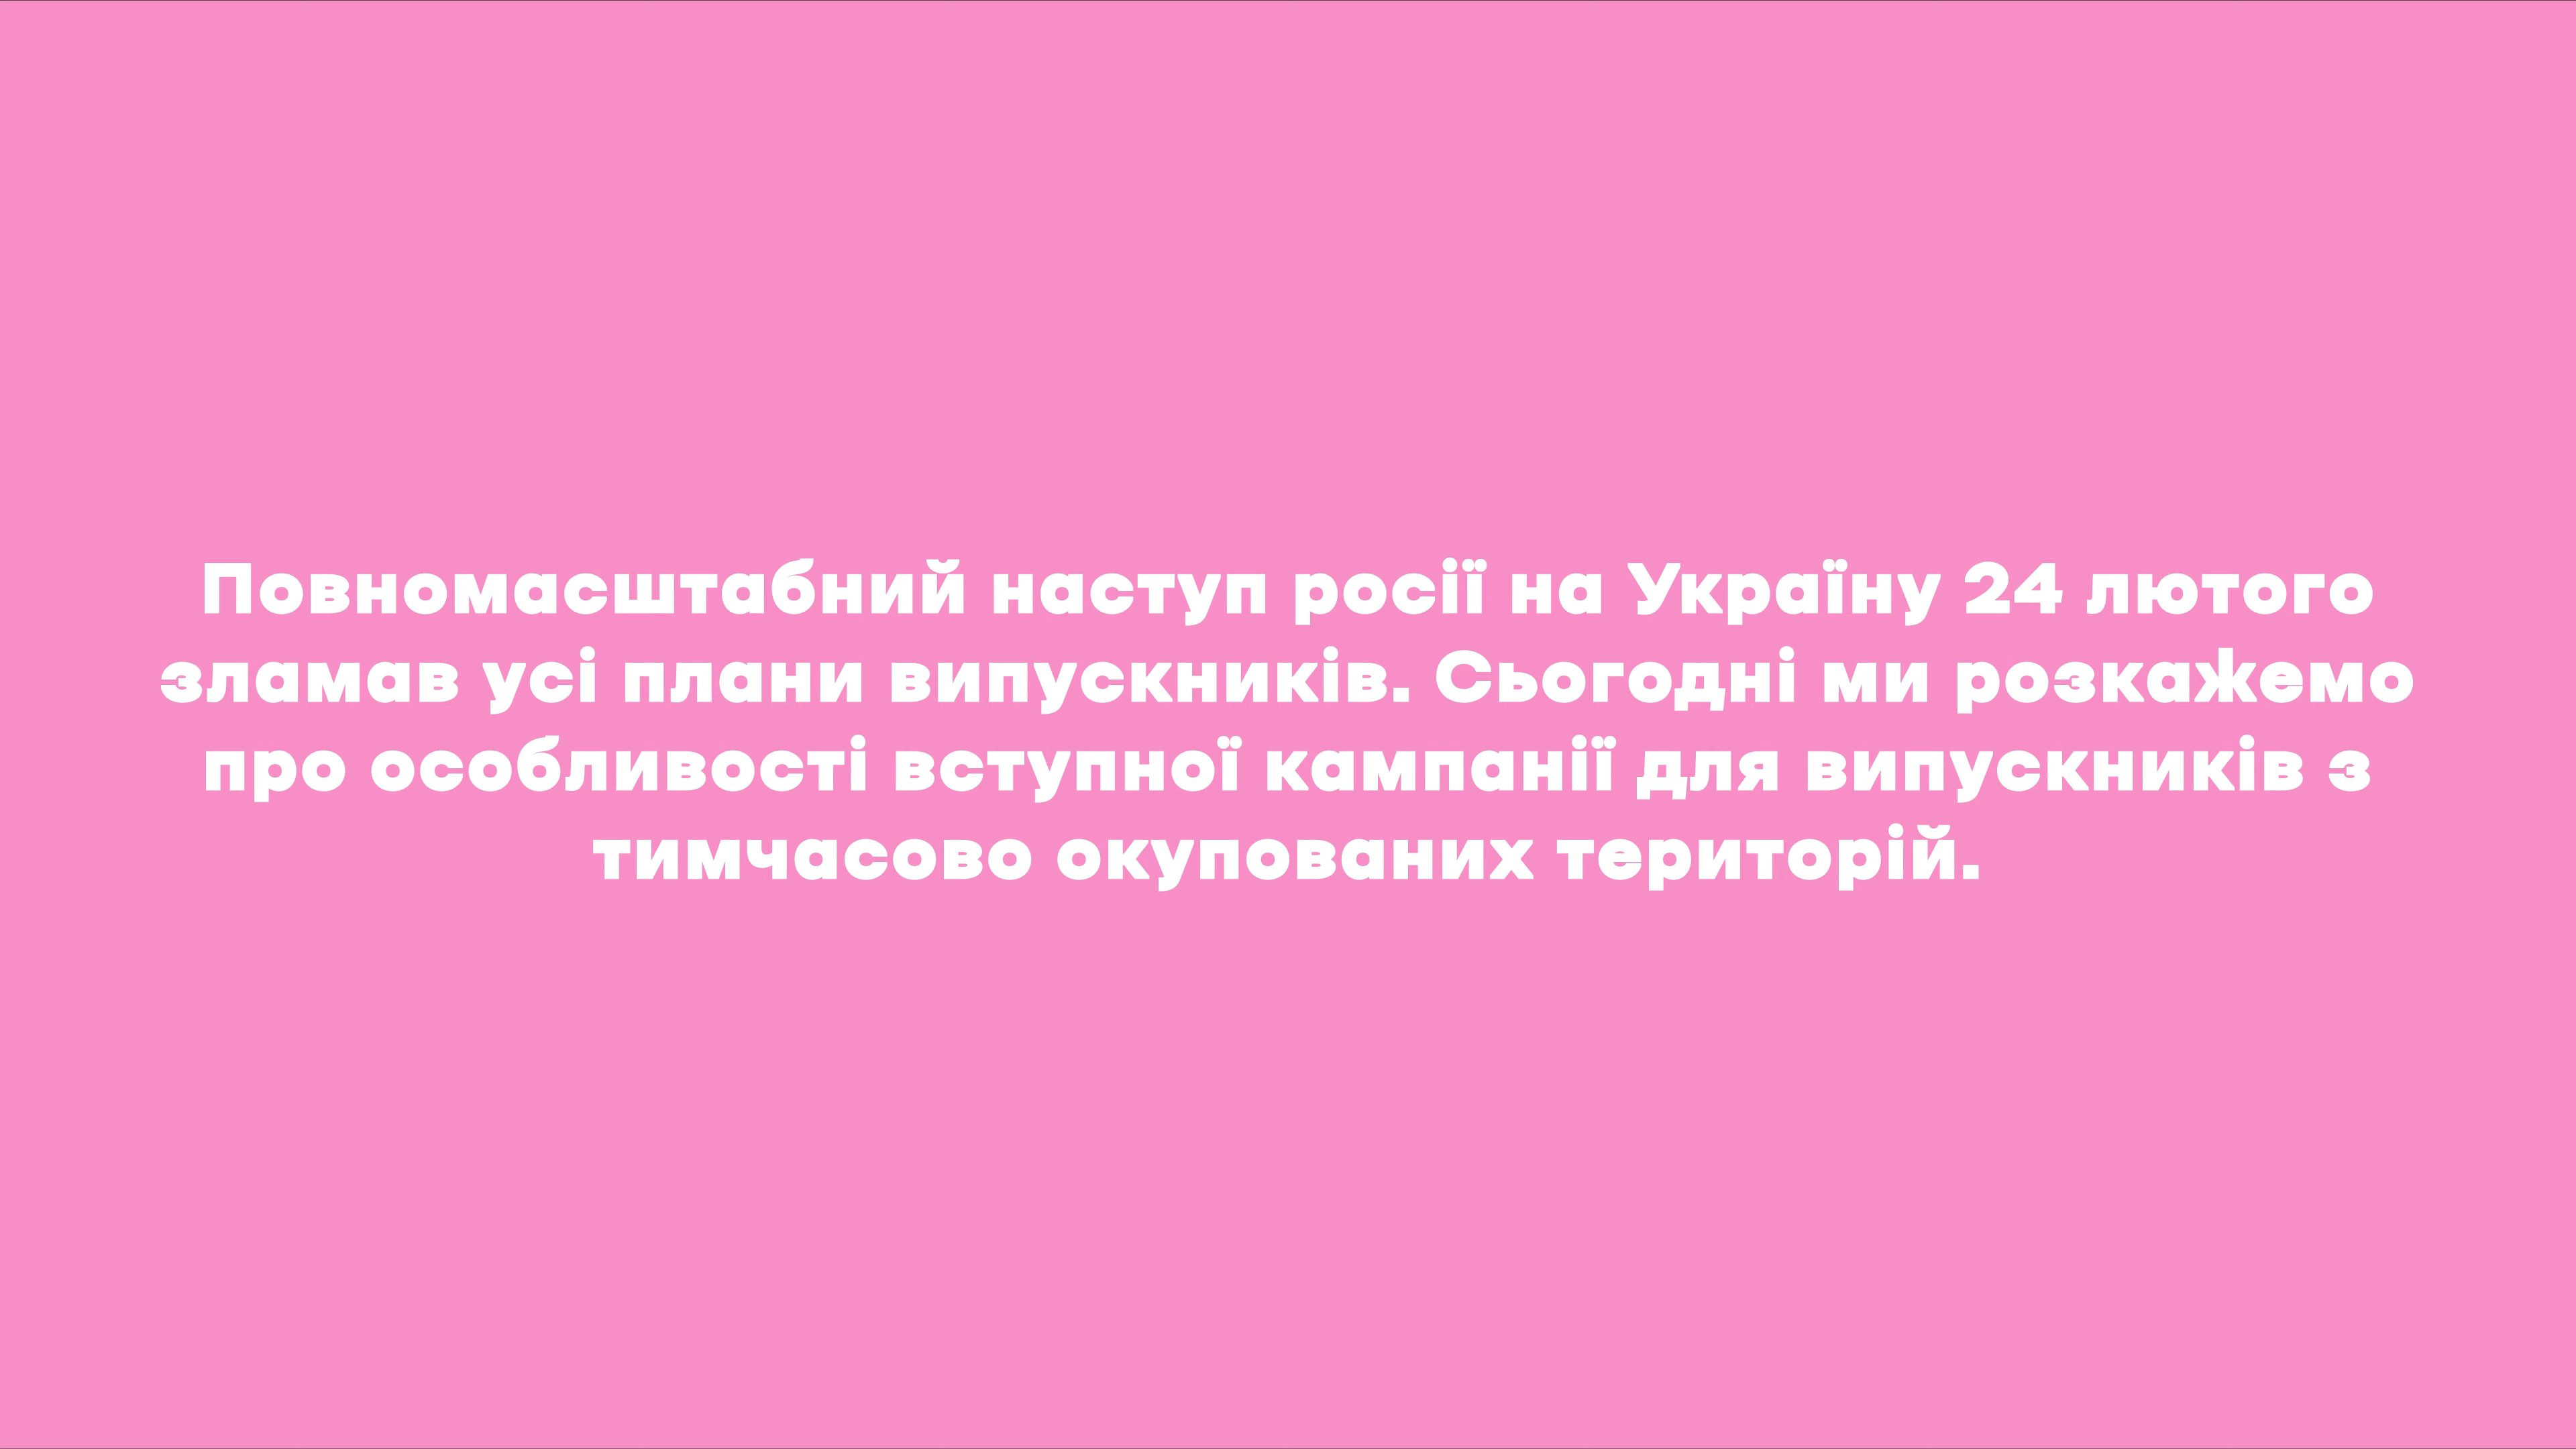 Повномасштабний наступ росії на Україну 24 лютого
зламав усі плани випускників. Сьогодні ми розкажемо
про особливості вступної кампанії для випускників з
тимчасово окупованих територій.